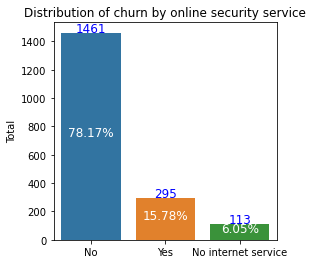 Distribution of churn by online security service
Total
1400
1200
1000
800
600
400
200
0
1461
78.17%
295
15.78%
113
6.05%
No
Yes
No internet service